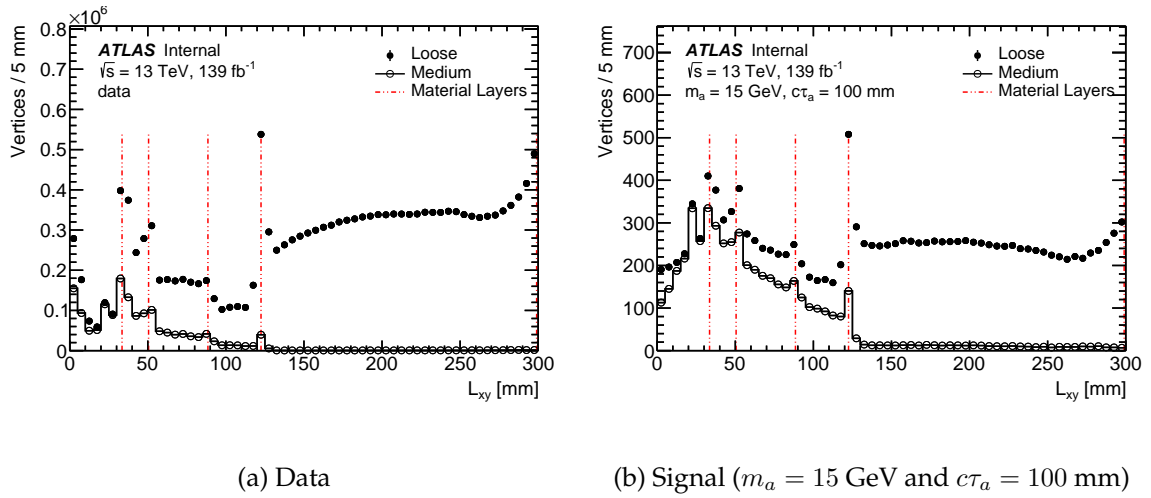 ×10⁶
0.8
0.7
0.6
0.5
0.4
0.3
0.2
0.1
0
Vertices / 5 mm
ATLAS Internal
√s = 13 TeV, 139 fb⁻¹
data
Loose
Medium
Material Layers
0 50 100 150 200 250 300
Lxy [mm]
700
600
500
400
300
200
100
0
Vertices / 5 mm
ATLAS Internal
√s = 13 TeV, 139 fb⁻¹
mₐ = 15 GeV, cτₐ = 100 mm
Loose
Medium
Material Layers
0 50 100 150 200 250 300
Lxy [mm]
(a) Data
(b) Signal (mₐ = 15 GeV and cτₐ = 100 mm)